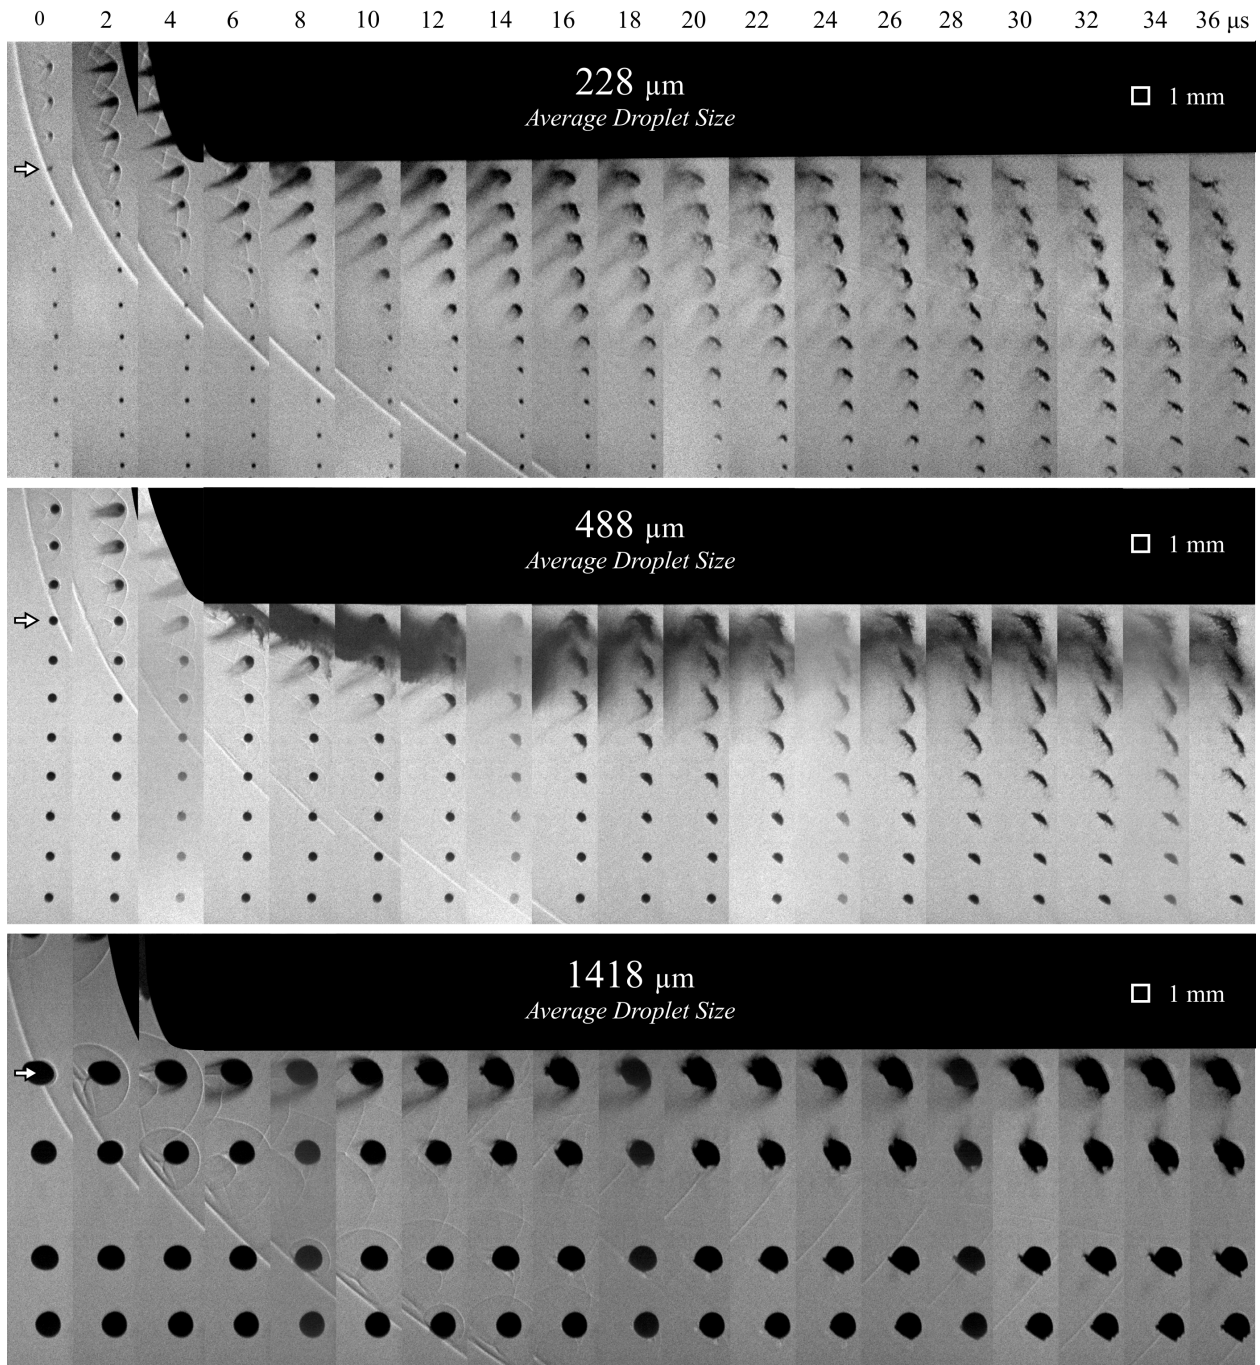 0 2 4 6 8 10 12 14 16 18 20 22 24 26 28 30 32 34 36 μs
228 μm
Average Droplet Size
1 mm
488 μm
Average Droplet Size
1 mm
1418 μm
Average Droplet Size
1 mm